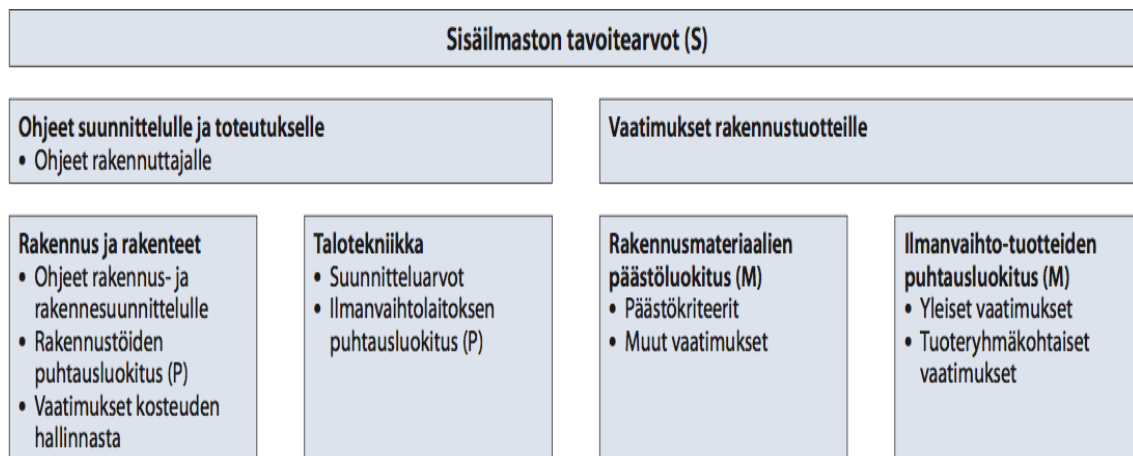 Sisäilmaston tavoitearvot (S)
Ohjeet suunnittelulle ja toteutukselle
• Ohjeet rakennuttajalle
Vaatimukset rakennustuotteille
Rakennus ja rakenteet
• Ohjeet rakennus- ja
rakennesuunnittelulle
• Rakennustöiden
puhtausluokitus (P)
• Vaatimukset kosteuden
hallinnasta
Talotekniikka
• Suunnitteluarvot
• Ilmanvaihtolaitoksen
puhtausluokitus (P)
Rakennusmateriaalien
päästöluokitus (M)
• Päästökriteerit
• Muut vaatimukset
Ilmanvaihto-tuotteiden
puhtausluokitus (M)
• Yleiset vaatimukset
• Tuoteryhmäkohtaiset
vaatimukset